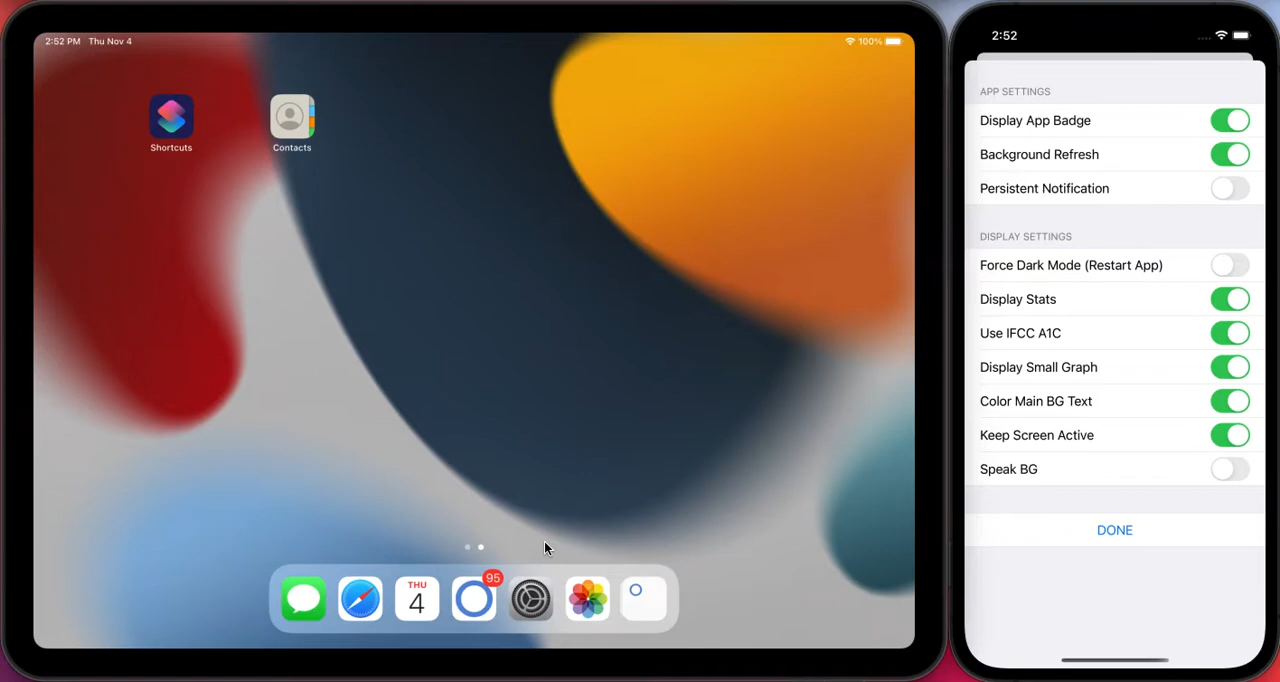 2:52 PM Thu Nov 4
100%
Shortcuts
Contacts
THU
4
95
2:52
APP SETTINGS
Display App Badge
Background Refresh
Persistent Notification
DISPLAY SETTINGS
Force Dark Mode (Restart App)
Display Stats
Use IFCC A1C
Display Small Graph
Color Main BG Text
Keep Screen Active
Speak BG
DONE